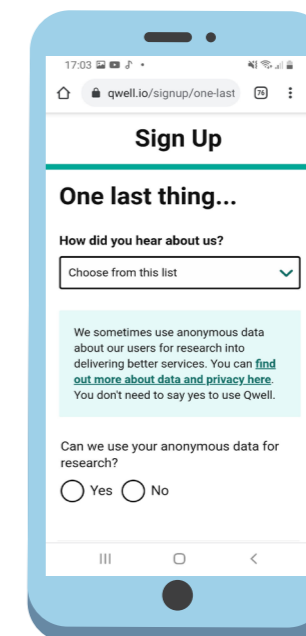 17:03
qwell.io/signup/one-last
76
Sign Up
One last thing...
How did you hear about us?
Choose from this list
We sometimes use anonymous data
about our users for research into
delivering better services. You can find
out more about data and privacy here.
You don't need to say yes to use Qwell.
Can we use your anonymous data for
research?
Yes No